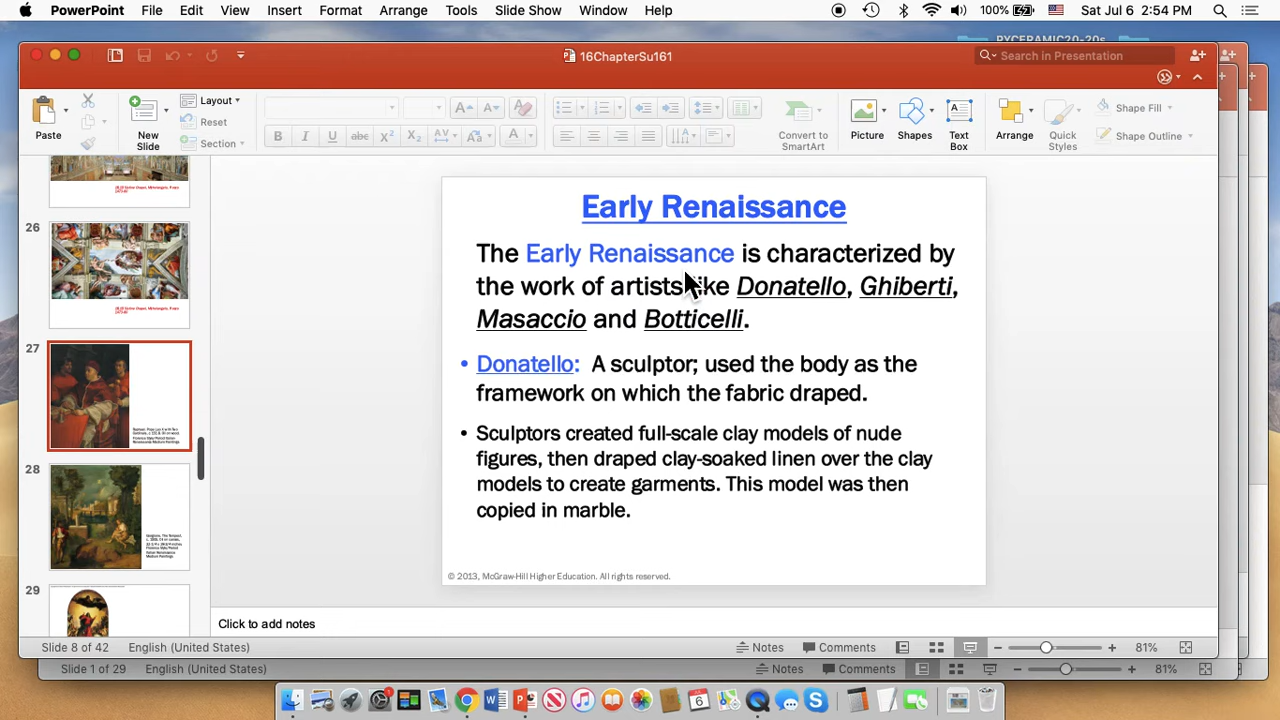 PowerPoint File Edit View Insert Format Arrange Tools Slide Show Window Help 100% Sat Jul 6 2:54 PM
16ChapterSu161 Search in Presentation
Paste New Slide Layout Reset Section Convert to SmartArt Picture Shapes Text Box Arrange Quick Styles Shape Fill Shape Outline
26
27
28
29
Early Renaissance
The Early Renaissance is characterized by
the work of artists like Donatello, Ghiberti,
Masaccio and Botticelli.
• Donatello: A sculptor; used the body as the
framework on which the fabric draped.
• Sculptors created full-scale clay models of nude
figures, then draped clay-soaked linen over the clay
models to create garments. This model was then
copied in marble.
© 2013, McGraw-Hill Higher Education. All rights reserved.
Click to add notes
Slide 8 of 42 English (United States) Notes Comments 81%
Slide 1 of 29 English (United States) Notes Comments 81%